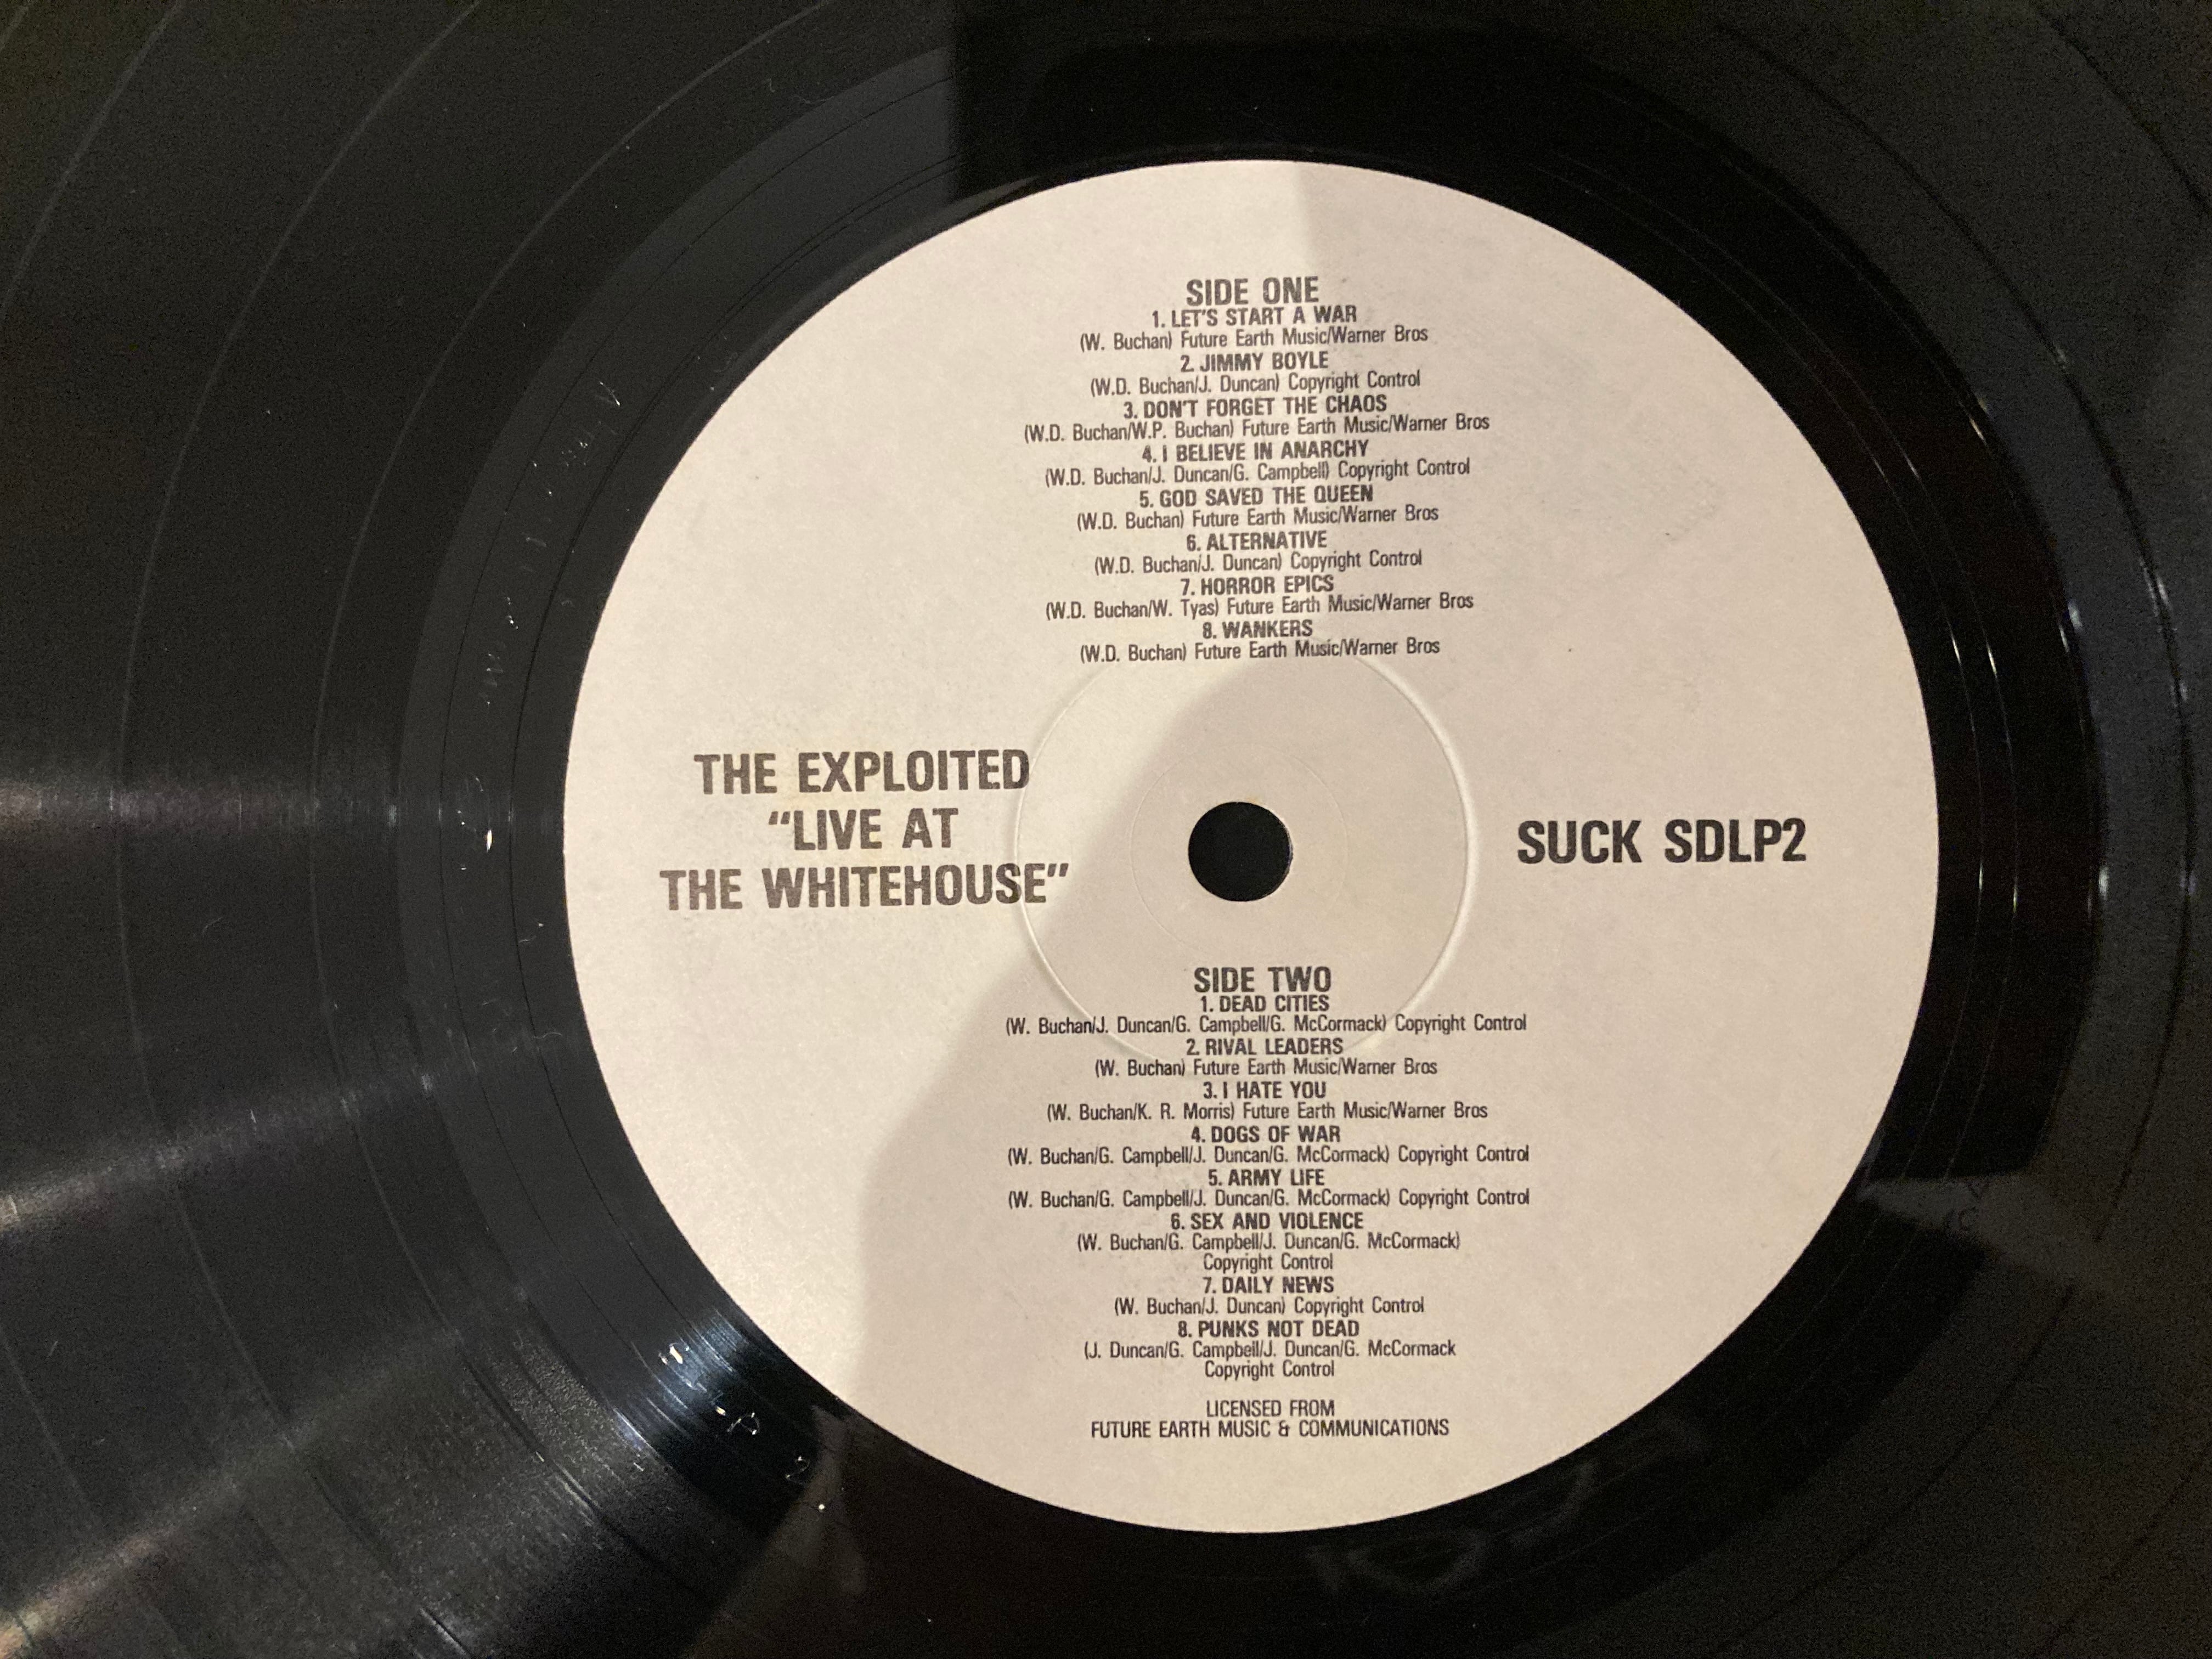 SIDE ONE
1. LET'S START A WAR
(W. Buchan) Future Earth Music/Warner Bros
2. JIMMY BOYLE
(W.D. Buchan/J. Duncan) Copyright Control
3. DON'T FORGET THE CHAOS
(W.D. Buchan/W.P. Buchan) Future Earth Music/Warner Bros
4. I BELIEVE IN ANARCHY
(W.D. Buchan/J. Duncan/G. Campbell) Copyright Control
5. GOD SAVED THE QUEEN
(W.D. Buchan) Future Earth Music/Warner Bros
6. ALTERNATIVE
(W.D. Buchan/J. Duncan) Copyright Control
7. HORROR EPICS
(W.D. Buchan/W. Tyas) Future Earth Music/Warner Bros
8. WANKERS
(W.D. Buchan) Future Earth Music/Warner Bros
THE EXPLOITED
"LIVE AT
THE WHITEHOUSE"
SUCK SDLP2
SIDE TWO
1. DEAD CITIES
(W. Buchan/J. Duncan/G. Campbell/G. McCormack) Copyright Control
2. RIVAL LEADERS
(W. Buchan) Future Earth Music/Warner Bros
3. I HATE YOU
(W. Buchan/K. R. Morris) Future Earth Music/Warner Bros
4. DOGS OF WAR
(W. Buchan/G. Campbell/J. Duncan/G. McCormack) Copyright Control
5. ARMY LIFE
(W. Buchan/G. Campbell/J. Duncan/G. McCormack) Copyright Control
6. SEX AND VIOLENCE
(W. Buchan/G. Campbell/J. Duncan/G. McCormack)
Copyright Control
7. DAILY NEWS
(W. Buchan/J. Duncan) Copyright Control
8. PUNKS NOT DEAD
(J. Duncan/G. Campbell/J. Duncan/G. McCormack
Copyright Control
LICENSED FROM
FUTURE EARTH MUSIC & COMMUNICATIONS